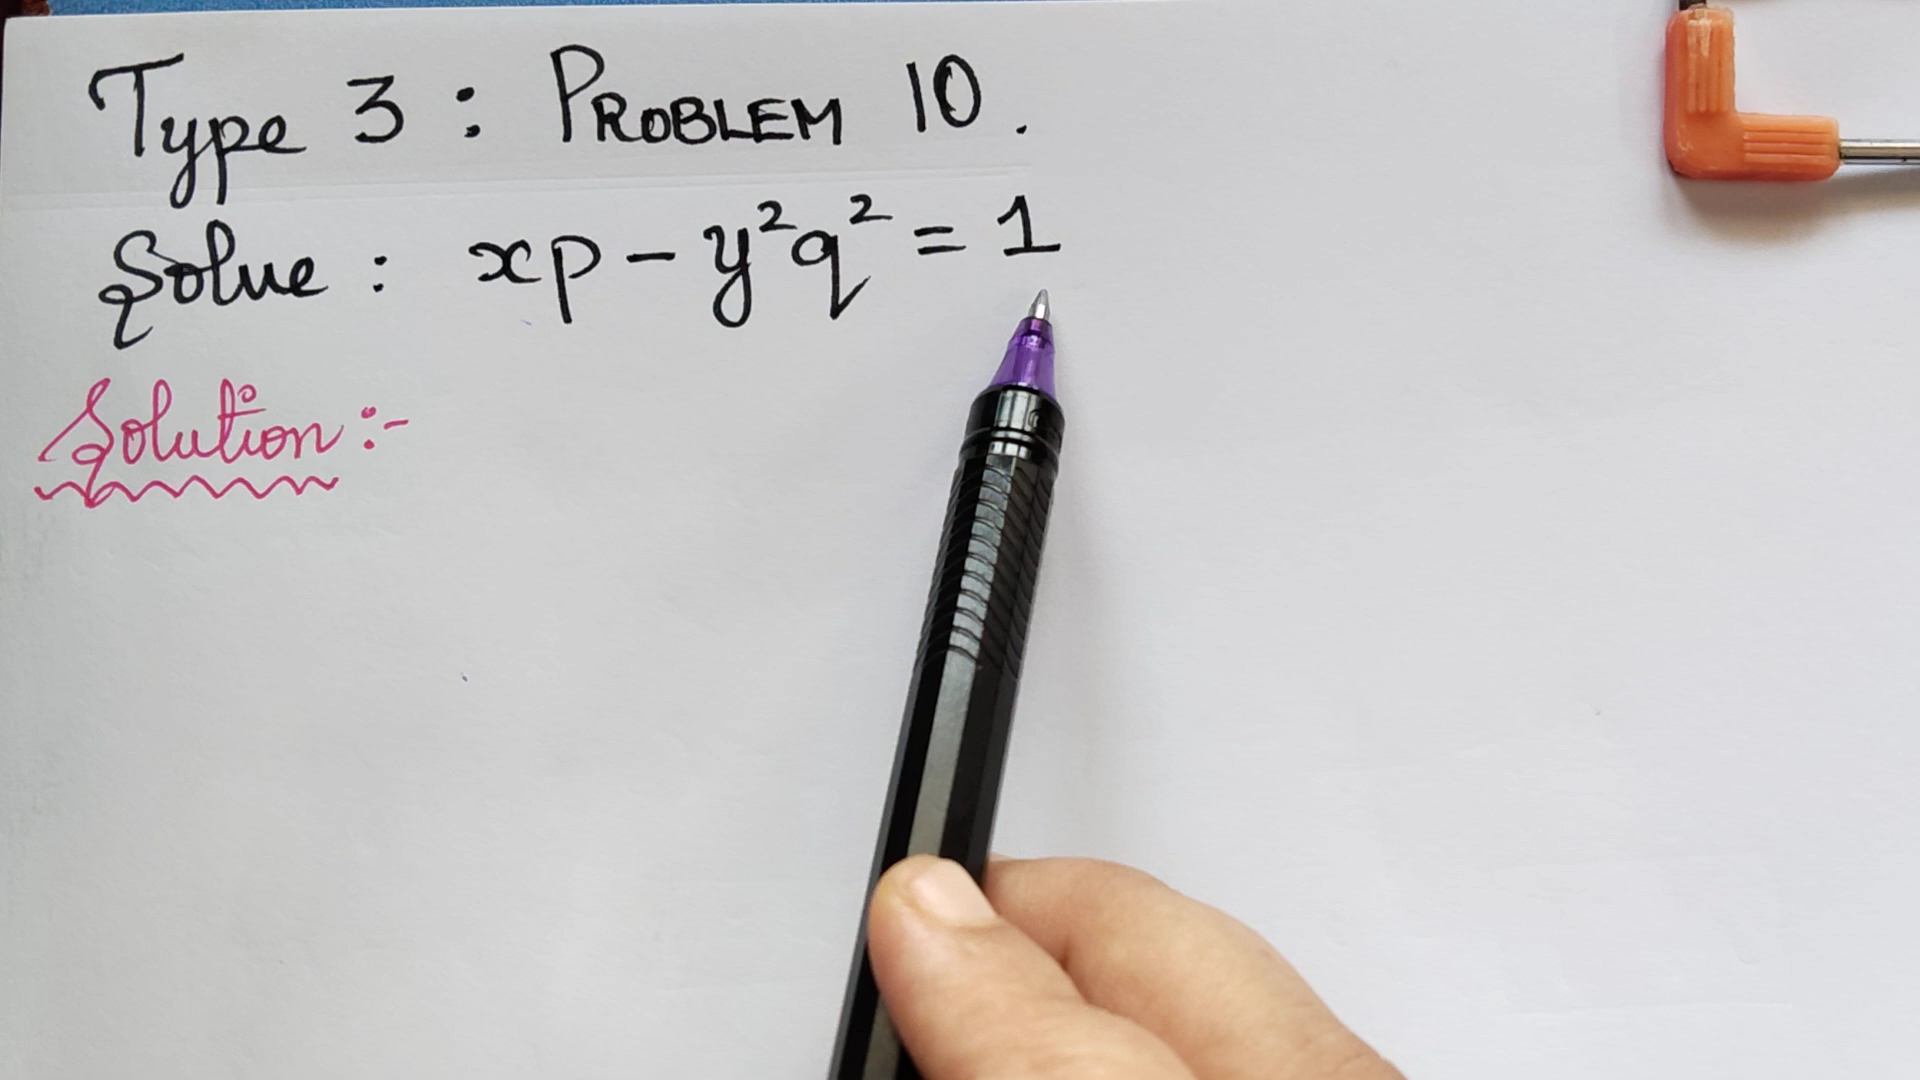 Type 3 : PROBLEM 10.
Solve : xp - y²q² = 1
Solution :-